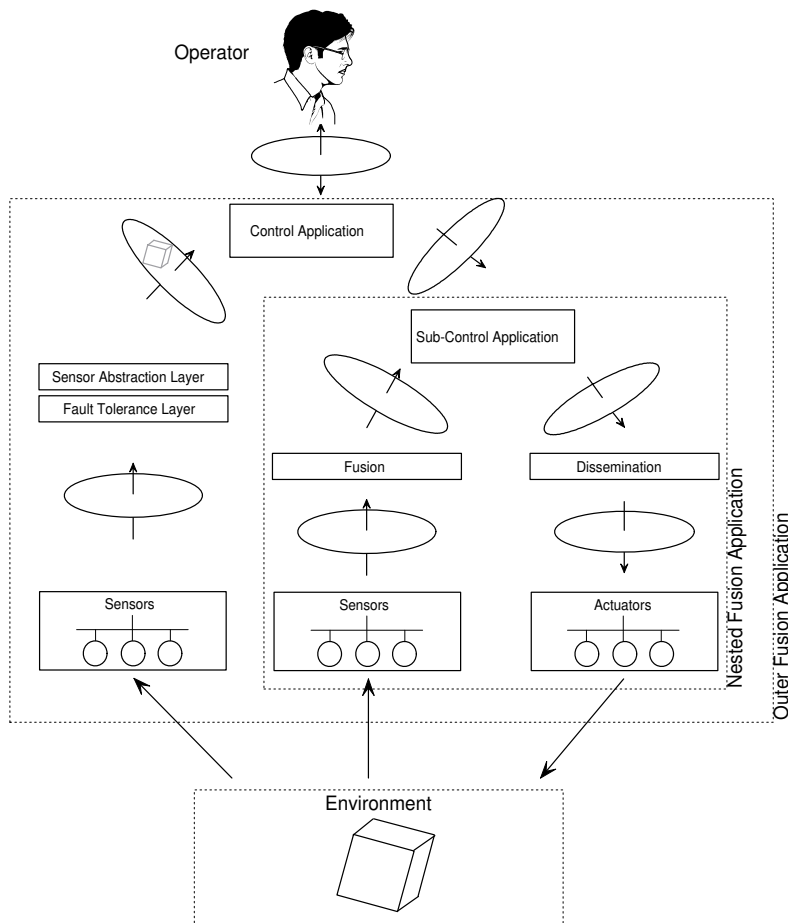 Operator
Control Application
Sub-Control Application
Sensor Abstraction Layer
Fault Tolerance Layer
Fusion
Dissemination
Sensors
Sensors
Actuators
Nested Fusion Application
Outer Fusion Application
Environment